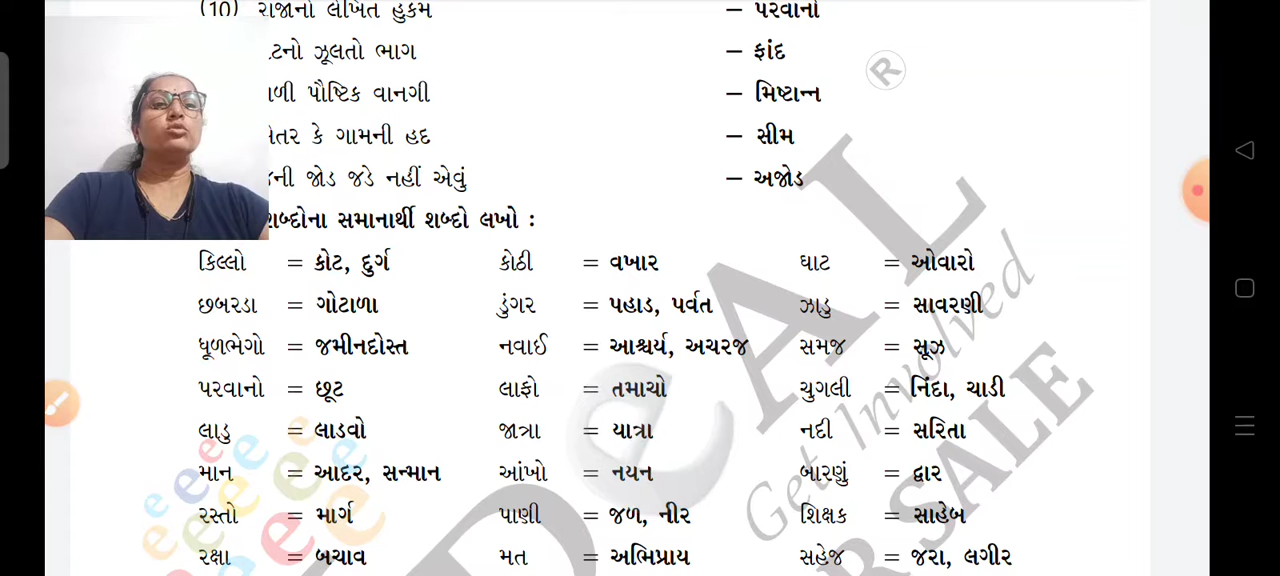 (10) રાજાનો લેખિત હુકમ – પરવાનો
ઝૂલતો ભાગ – ફાંદ
પૌષ્ટિક વાનગી – મિષ્ટાન્ન
કે ગામની હદ – સીમ
જોડ જડે નહીં એવું – અજોડ
શબ્દોના સમાનાર્થી શબ્દો લખો :
કિલ્લો = કોટ, દુર્ગ કોઠી = વખાર ઘાટ = ઓવારો
છબરડા = ગોટાળા ડુંગર = પહાડ, પર્વત ઝાડુ = સાવરણી
ધૂળભેગો = જમીનદોસ્ત નવાઈ = આશ્ચર્ય, અચરજ સમજ = સૂઝ
પરવાનો = છૂટ લાફો = તમાચો ચુગલી = નિંદા, ચાડી
લાડુ = લાડવો જાત્રા = યાત્રા નદી = સરિતા
માન = આદર, સન્માન આંખો = નયન બારણું = દ્વાર
રસ્તો = માર્ગ પાણી = જળ, નીર શિક્ષક = સાહેબ
રક્ષા = બચાવ મત = અભિપ્રાય સહેજ = જરા, લગીર
®
Get Involved
SALE